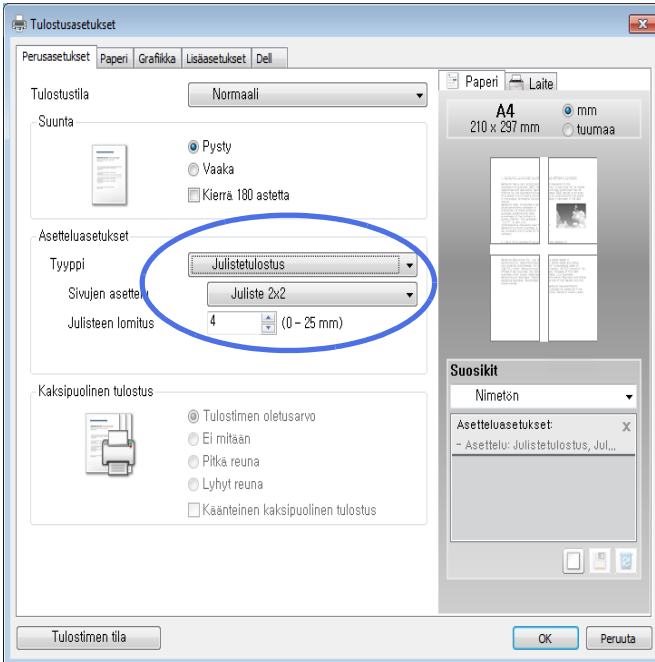 Tulostusasetukset
Perusasetukset Paperi Grafiikka Lisäasetukset Dell
Tulostustila Normaali
Suunta
Pysty
Vaaka
Kierrä 180 astetta
Asetteluasetukset
Tyyppi Julistetulostus
Sivujen asettelu Juliste 2x2
Julisteen lomitus 4 (0 – 25 mm)
Kaksipuolinen tulostus
Tulostimen oletusarvo
Ei mitään
Pitkä reuna
Lyhyt reuna
Käänteinen kaksipuolinen tulostus
Paperi Laite
A4 mm
210 x 297 mm tuumaa
Suosikit
Nimetön
Asetteluasetukset: x
- Asettelu: Julistetulostus, Jul...
Tulostimen tila OK Peruuta